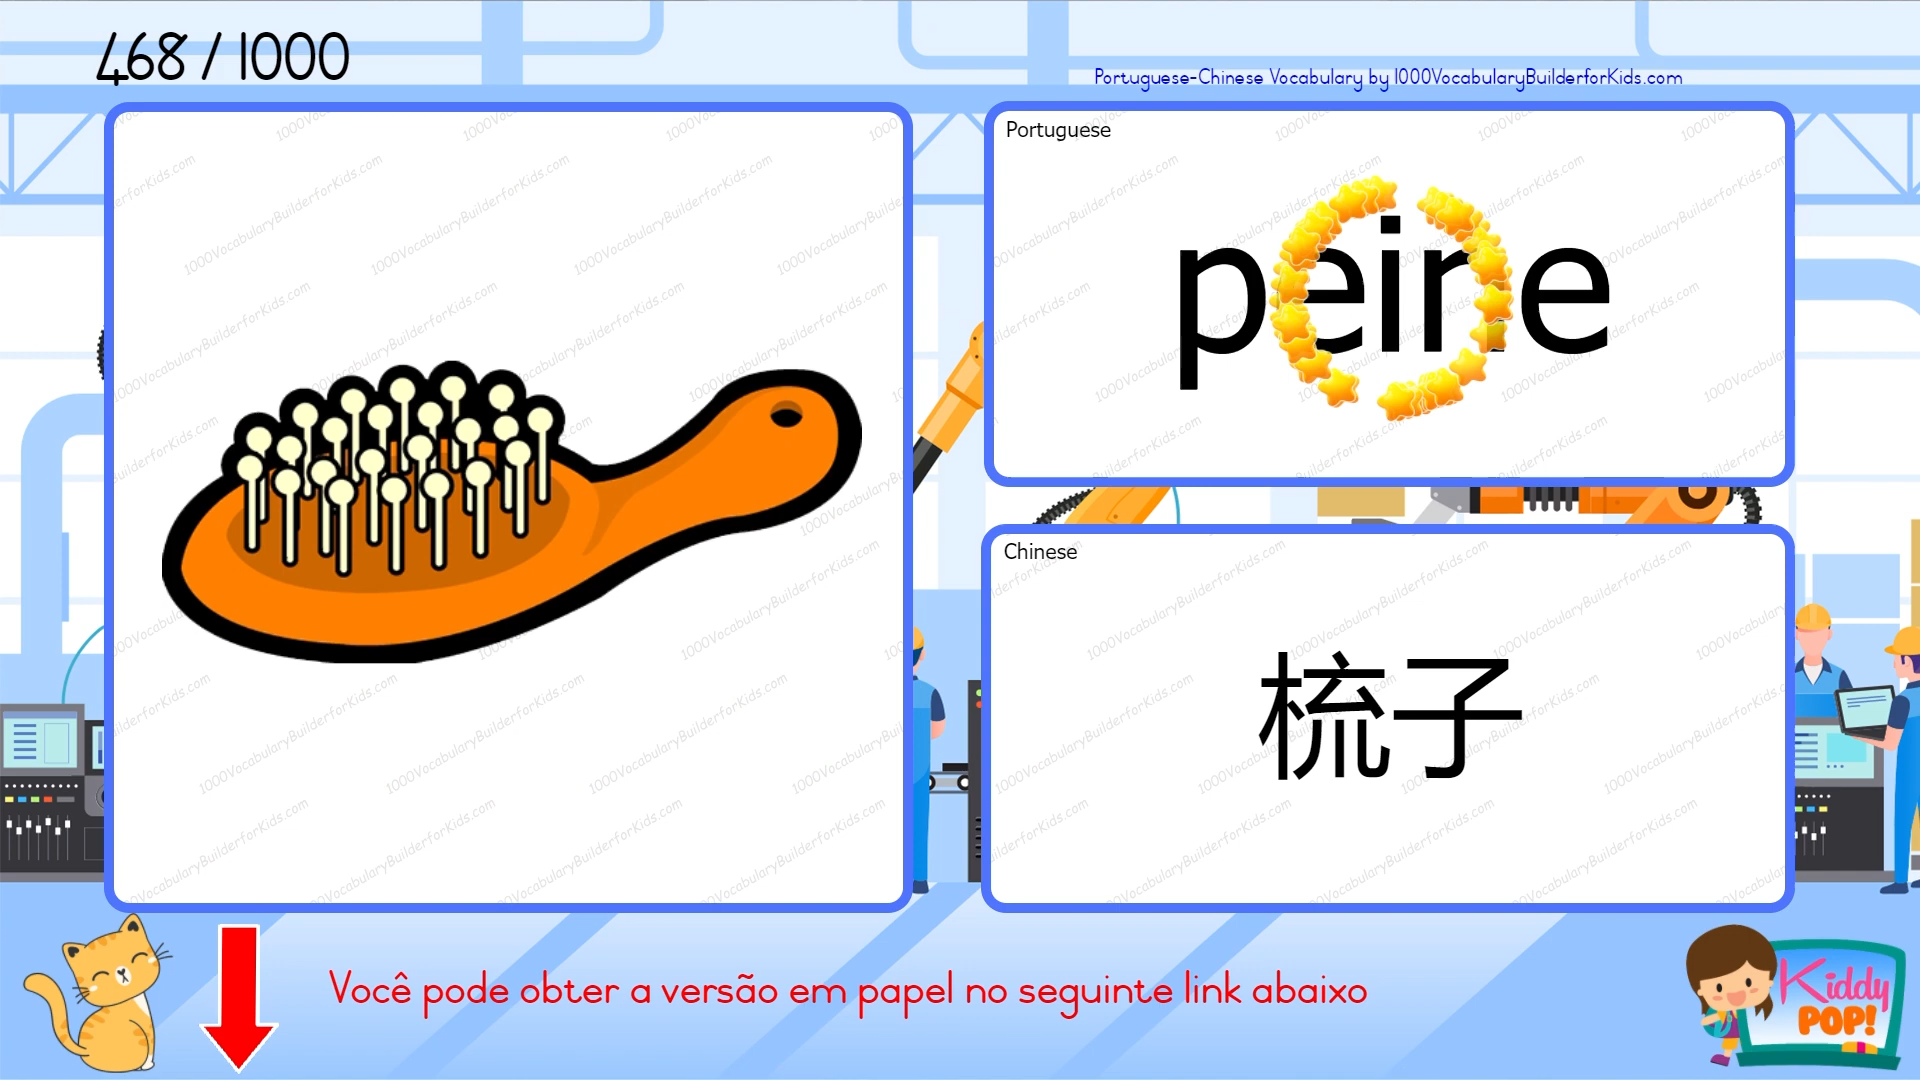 468 / 1000
Portuguese-Chinese Vocabulary by 1000VocabularyBuilderforKids.com
Portuguese
peine
Chinese
梳子
Você pode obter a versão em papel no seguinte link abaixo
Kiddy
POP!